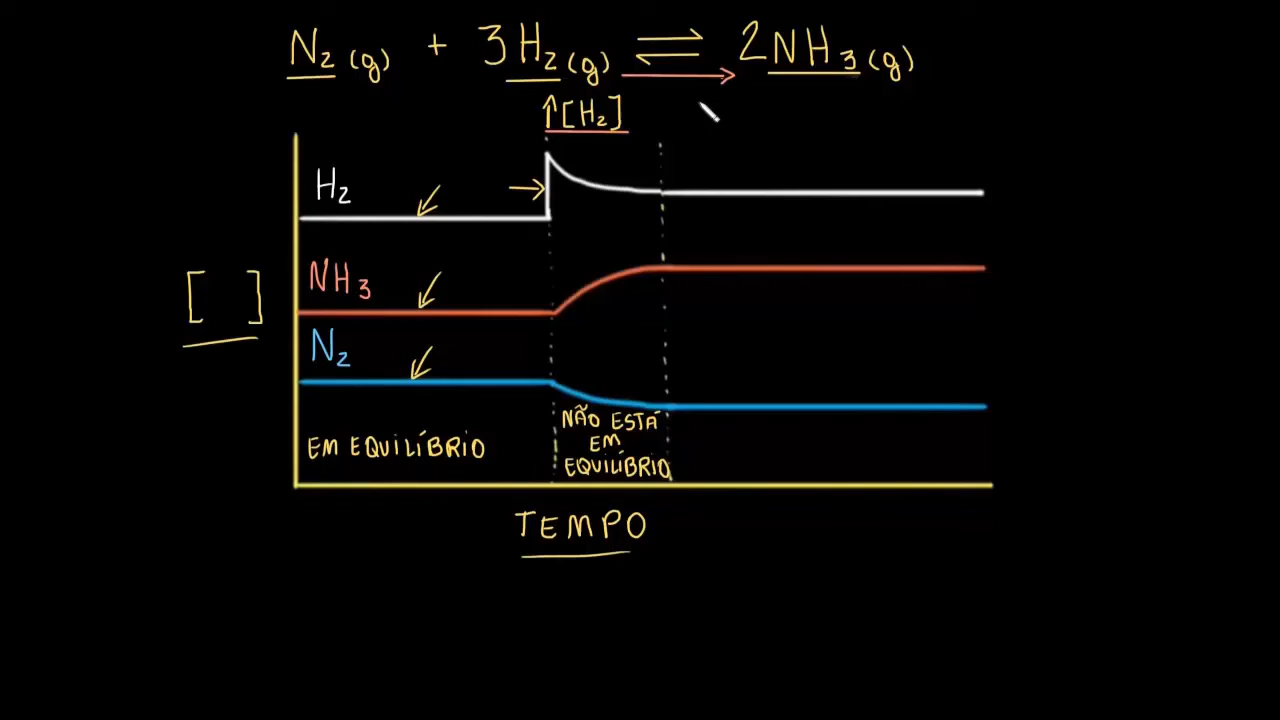 N₂(g) + 3H₂(g) ⇌ 2NH₃(g)
↑[H₂]
H₂
NH₃
[ ]
N₂
NÃO ESTÁ
EM
EQUILÍBRIO
EM EQUILÍBRIO
TEMPO